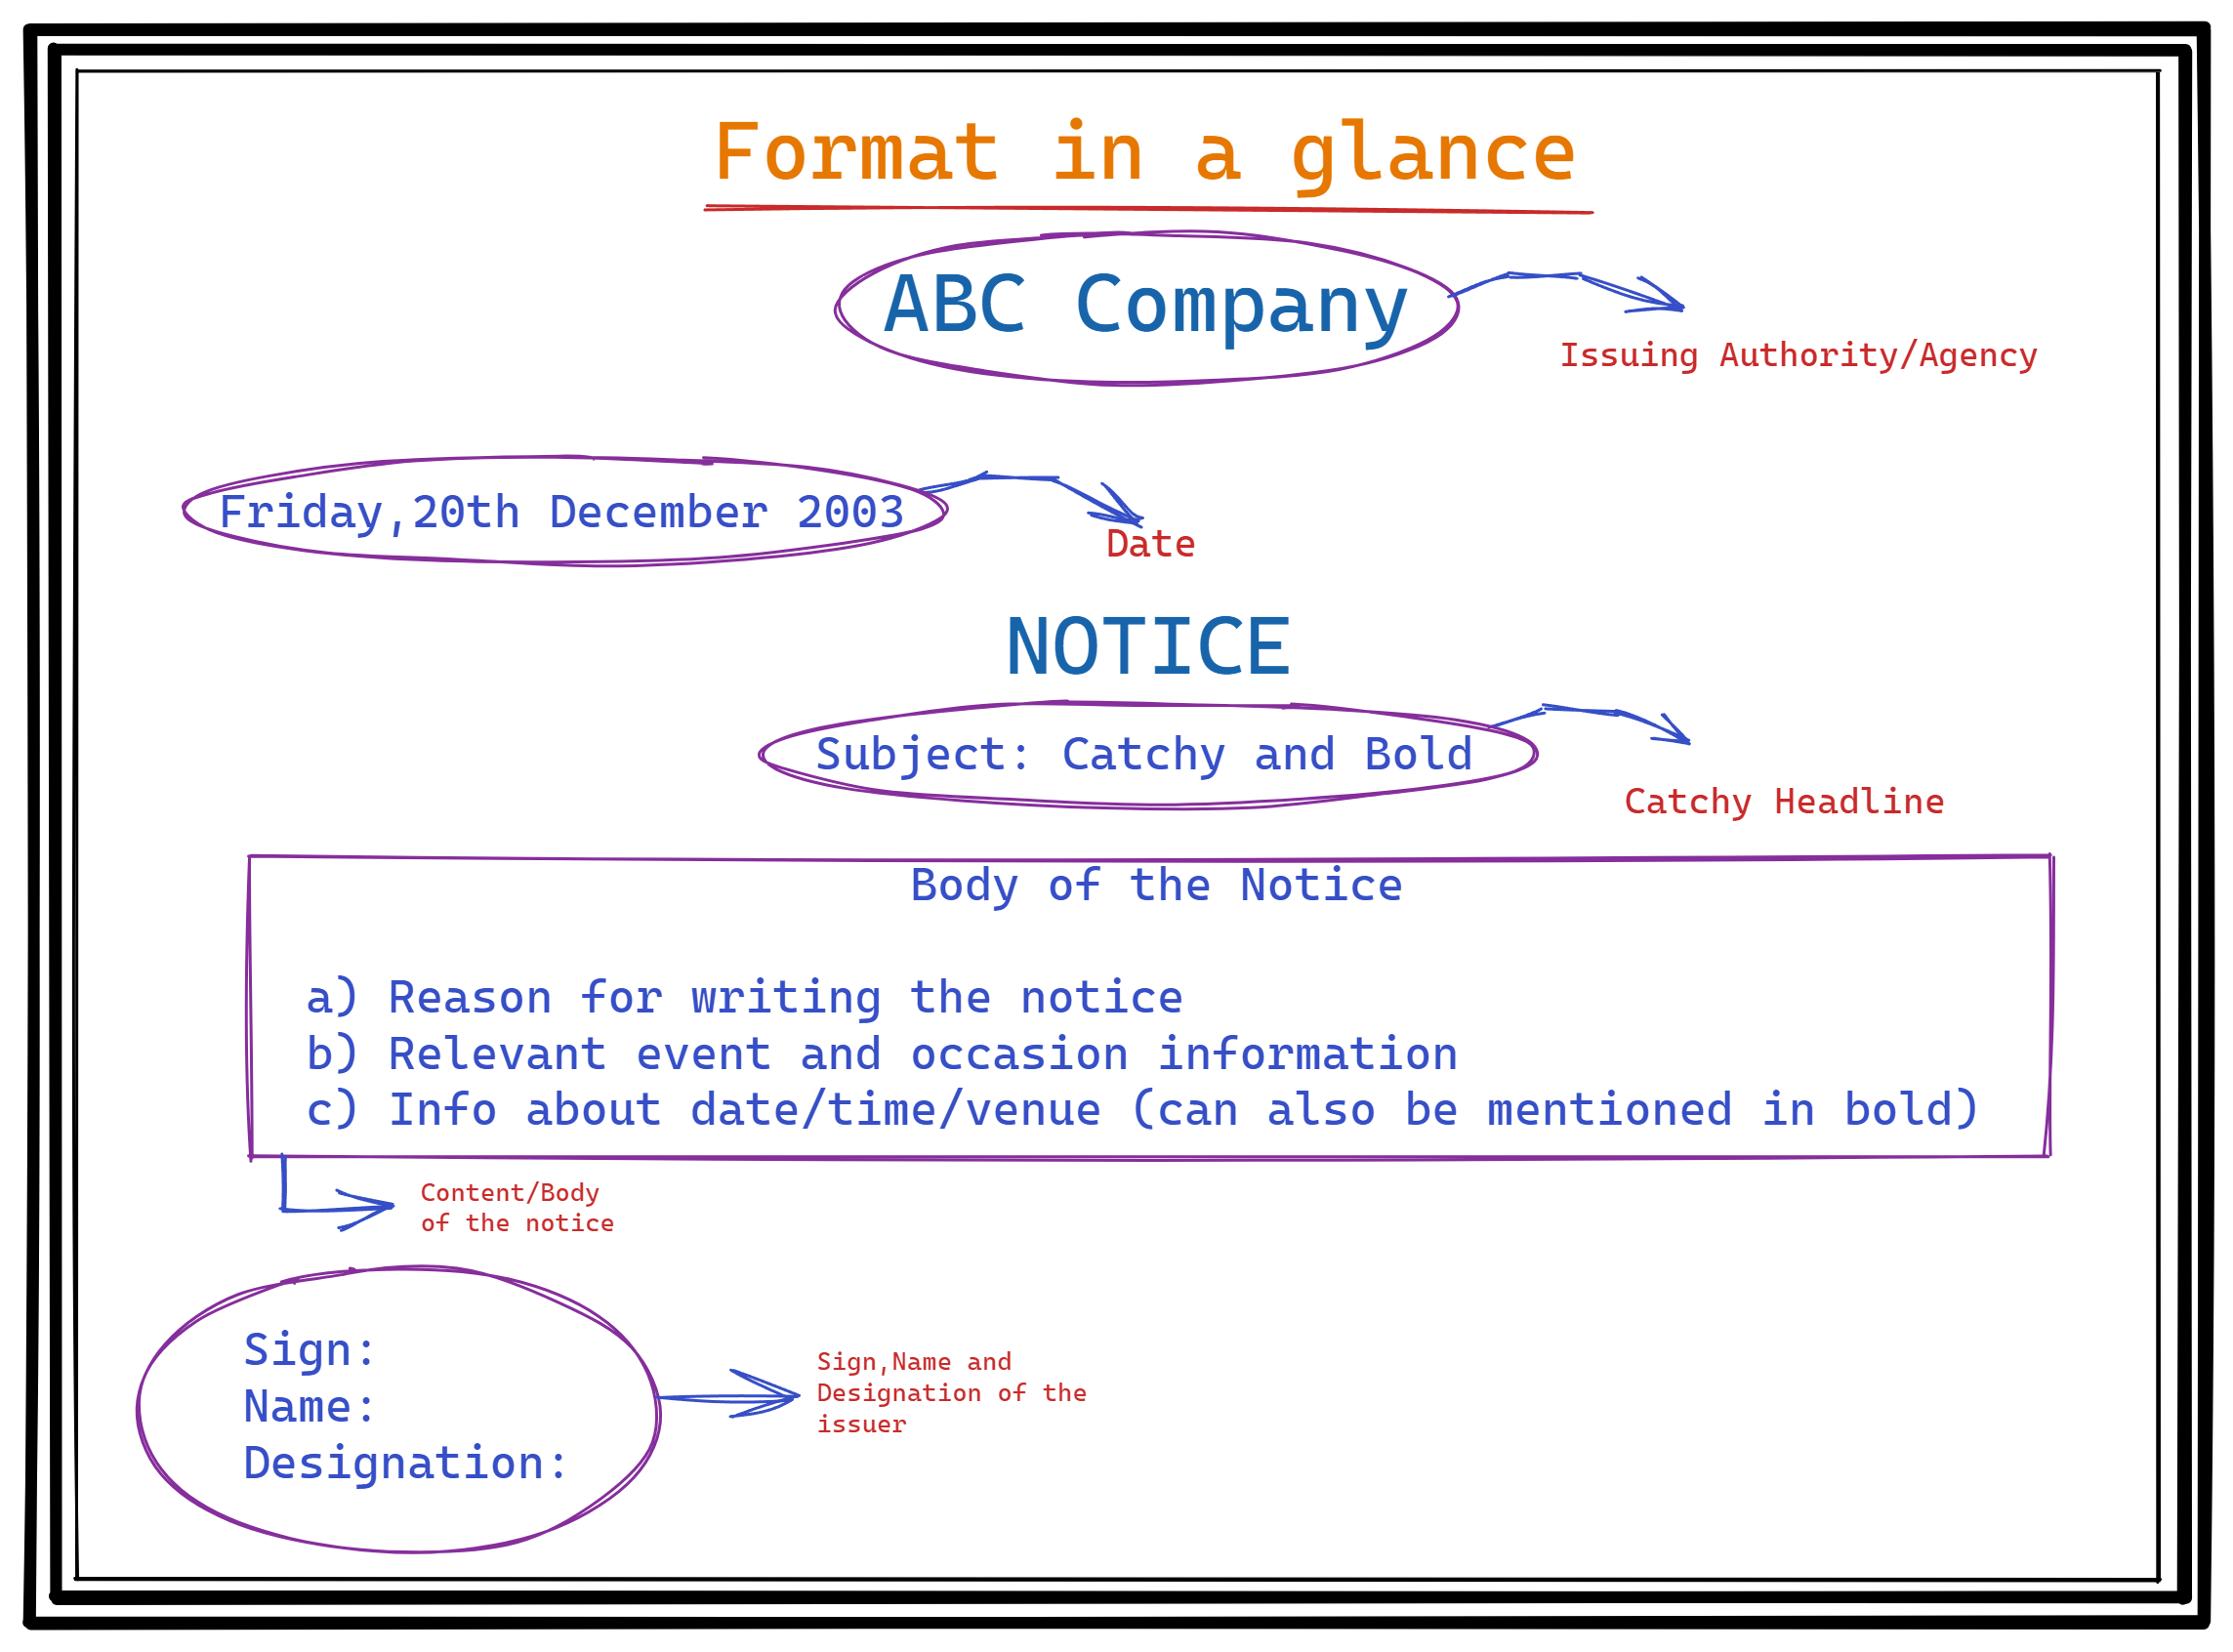 Format in a glance
ABC Company
Issuing Authority/Agency
Friday,20th December 2003
Date
NOTICE
Subject: Catchy and Bold
Catchy Headline
Body of the Notice
a) Reason for writing the notice
b) Relevant event and occasion information
c) Info about date/time/venue (can also be mentioned in bold)
Content/Body
of the notice
Sign:
Name:
Designation:
Sign,Name and
Designation of the
issuer